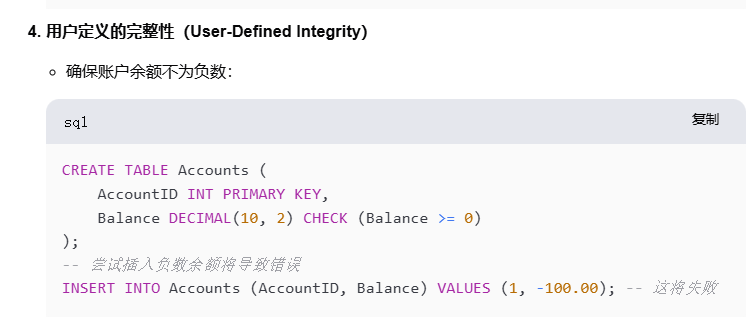 4. 用户定义的完整性（User-Defined Integrity）
确保账户余额不为负数：
sql
复制
CREATE TABLE Accounts (
    AccountID INT PRIMARY KEY,
    Balance DECIMAL(10, 2) CHECK (Balance >= 0)
);
-- 尝试插入负数余额将导致错误
INSERT INTO Accounts (AccountID, Balance) VALUES (1, -100.00); -- 这将失败